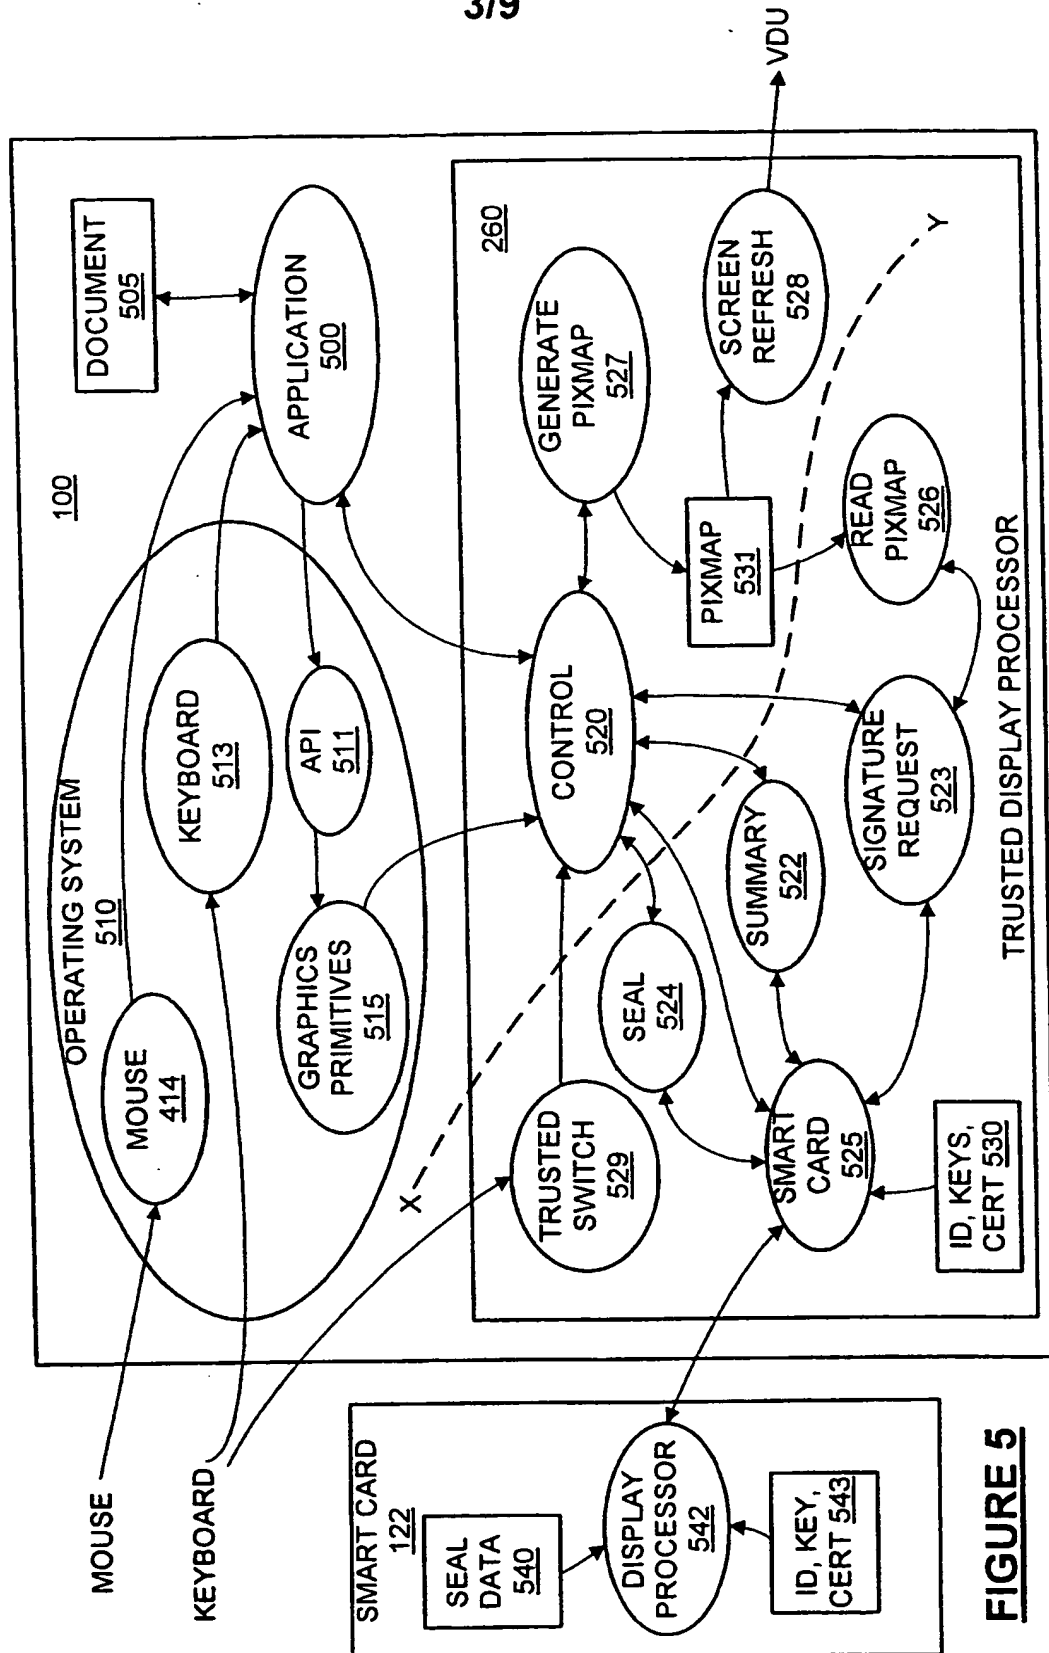 3/9
100
DOCUMENT
505
APPLICATION
500
OPERATING SYSTEM
510
MOUSE
414
KEYBOARD
513
API
511
GRAPHICS
PRIMITIVES
515
MOUSE
KEYBOARD
X
Y
260
TRUSTED
SWITCH
529
CONTROL
520
GENERATE
PIXMAP
527
PIXMAP
531
SCREEN
REFRESH
528
VDU
SEAL
524
SUMMARY
522
SIGNATURE
REQUEST
523
READ
PIXMAP
526
SMART
CARD
525
ID, KEYS,
CERT 530
TRUSTED DISPLAY PROCESSOR
SMART CARD
122
SEAL
DATA
540
DISPLAY
PROCESSOR
542
ID, KEY,
CERT 543
FIGURE 5